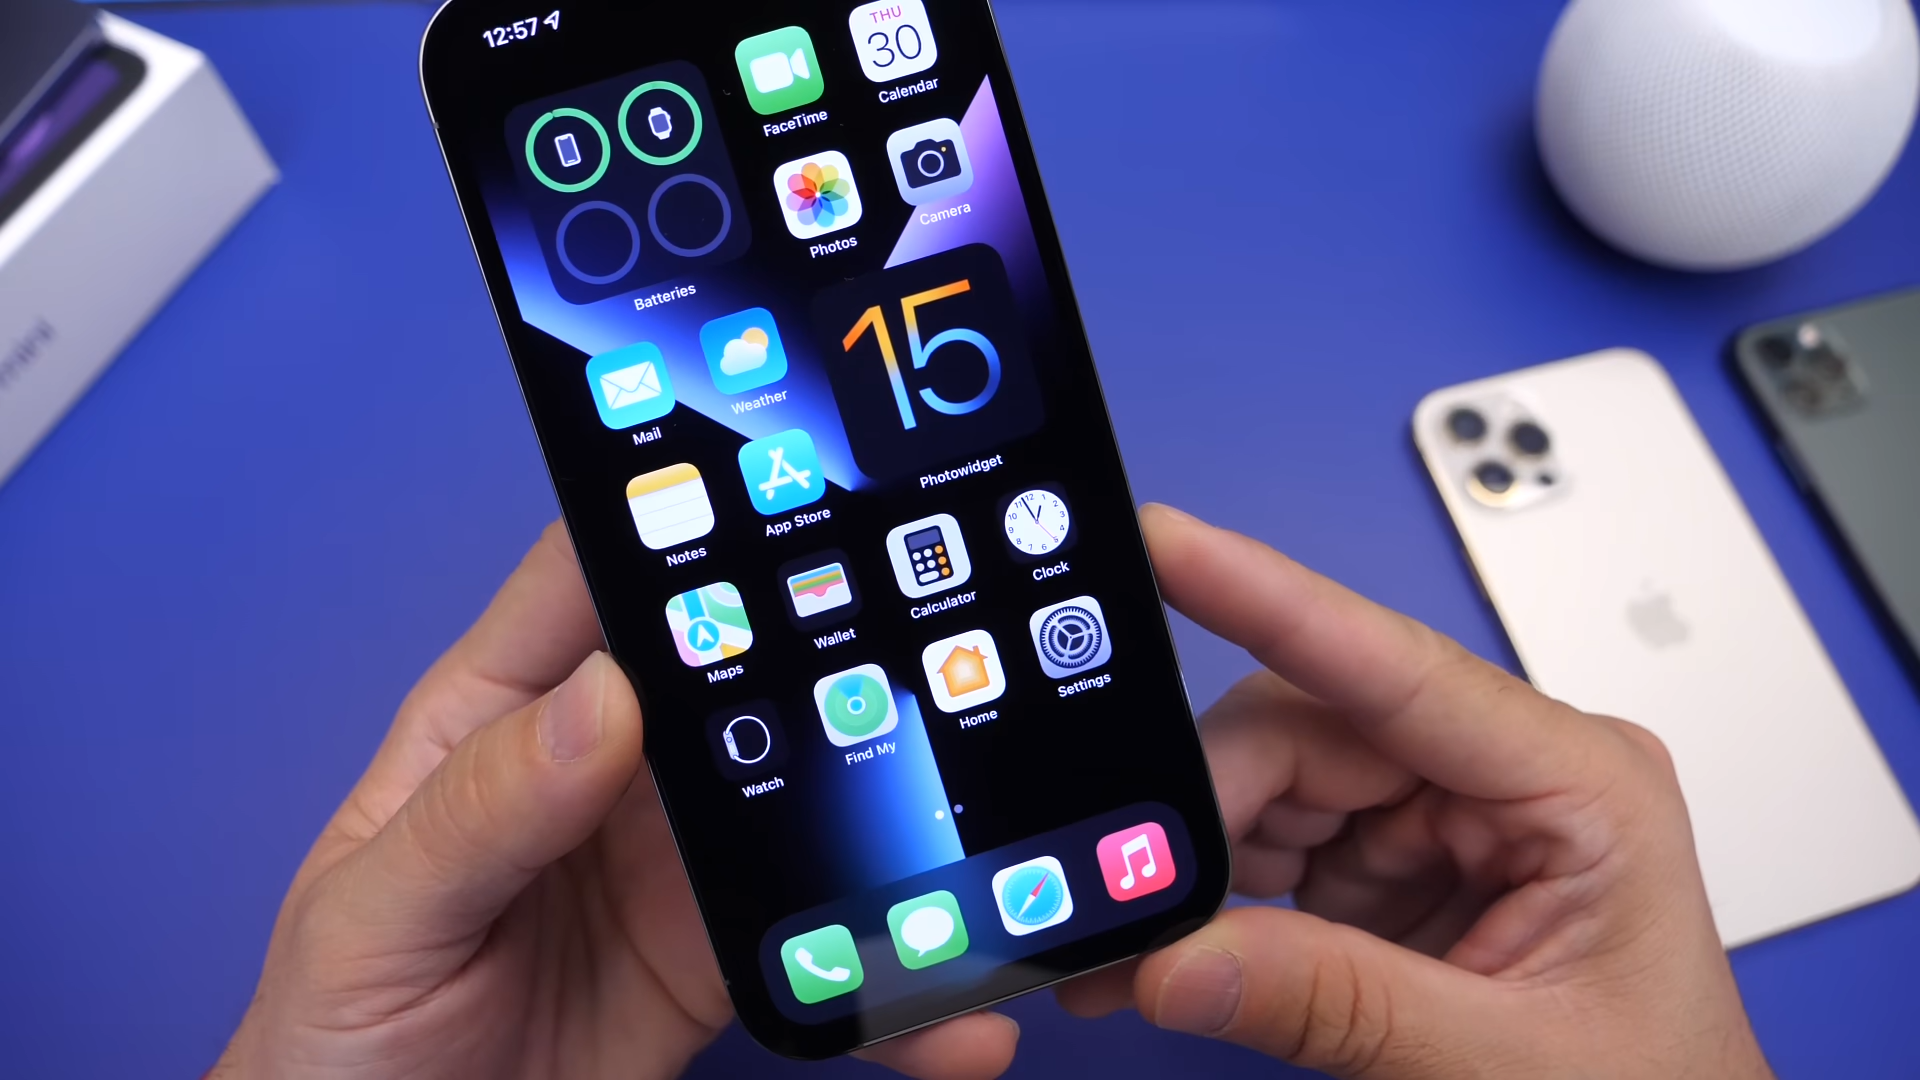 12:57
THU
30
FaceTime
Calendar
Photos
Camera
Batteries
15
Mail
Weather
Photowidget
Notes
App Store
Calculator
Clock
Maps
Wallet
Home
Settings
Watch
Find My
mini